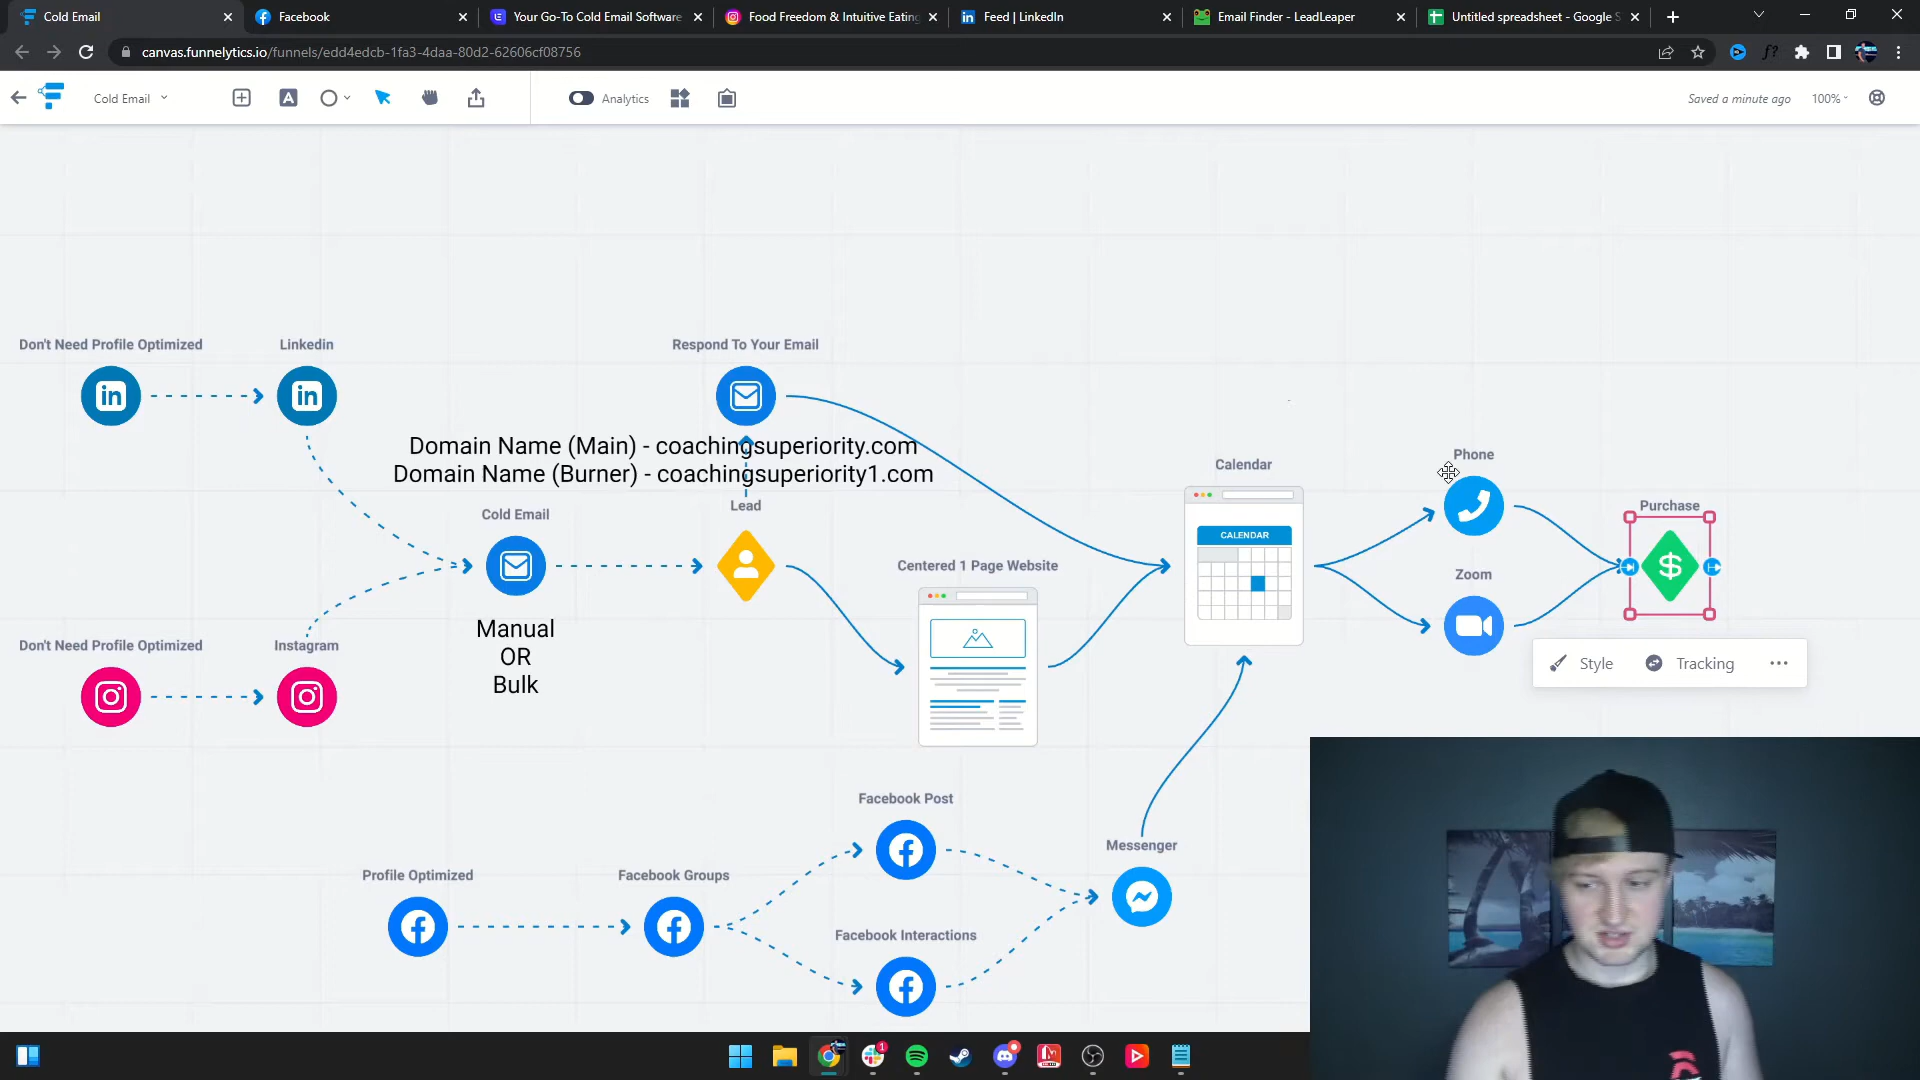 Cold Email
Facebook
Your Go-To Cold Email Software
Food Freedom & Intuitive Eating
Feed | LinkedIn
Email Finder - LeadLeaper
Untitled spreadsheet - Google S
canvas.funnelytics.io/funnels/edd4edcb-1fa3-4daa-80d2-62606cf08756
f?
Cold Email
A
Analytics
Saved a minute ago
100%
Don't Need Profile Optimized
Linkedin
Respond To Your Email
in
in
Domain Name (Main) - coachingsuperiority.com
Domain Name (Burner) - coachingsuperiority1.com
Phone
Calendar
Lead
Purchase
Cold Email
CALENDAR
$
Centered 1 Page Website
Zoom
Manual
OR
Bulk
Don't Need Profile Optimized
Instagram
Style
Tracking
Facebook Post
Messenger
Profile Optimized
Facebook Groups
Facebook Interactions
1